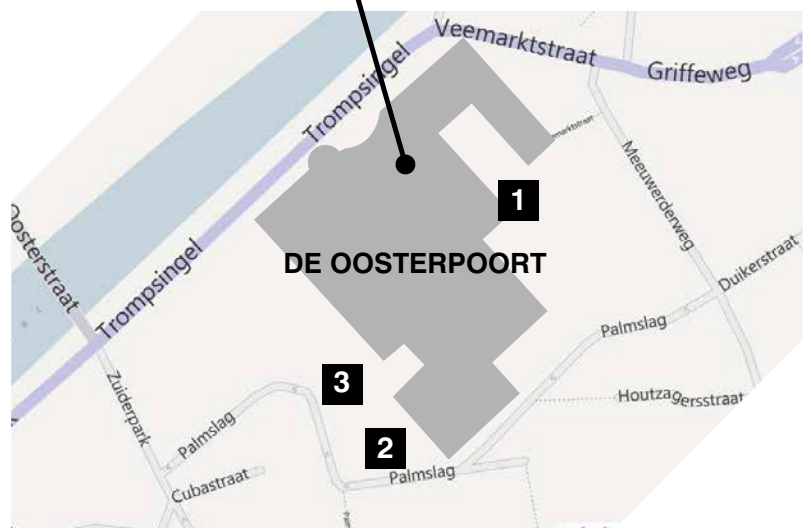 Veemarktstraat
Griffeweg
Trompsingel
Meeuwerderweg
1
Oosterstraat
DE OOSTERPOORT
Duikerstraat
Trompsingel
Palmslag
3
Zuiderpark
Houtzagersstraat
Palmslag
2
Cubastraat
Palmslag